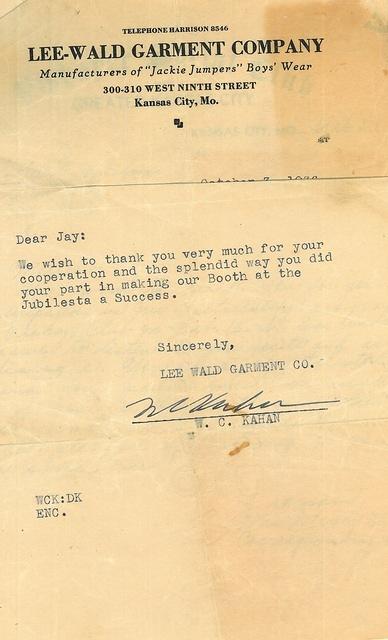 TELEPHONE HARRISON 8546
LEE-WALD GARMENT COMPANY
Manufacturers of "Jackie Jumpers" Boys' Wear
300-310 WEST NINTH STREET
Kansas City, Mo.
October
Dear Jay:
We wish to thank you very much for your
cooperation and the splendid way you did
your part in making our Booth at the
Jubilesta a Success.
Sincerely,
LEE WALD GARMENT CO.
W C Kahan
W. C. KAHAN
WCK:DK
ENC.